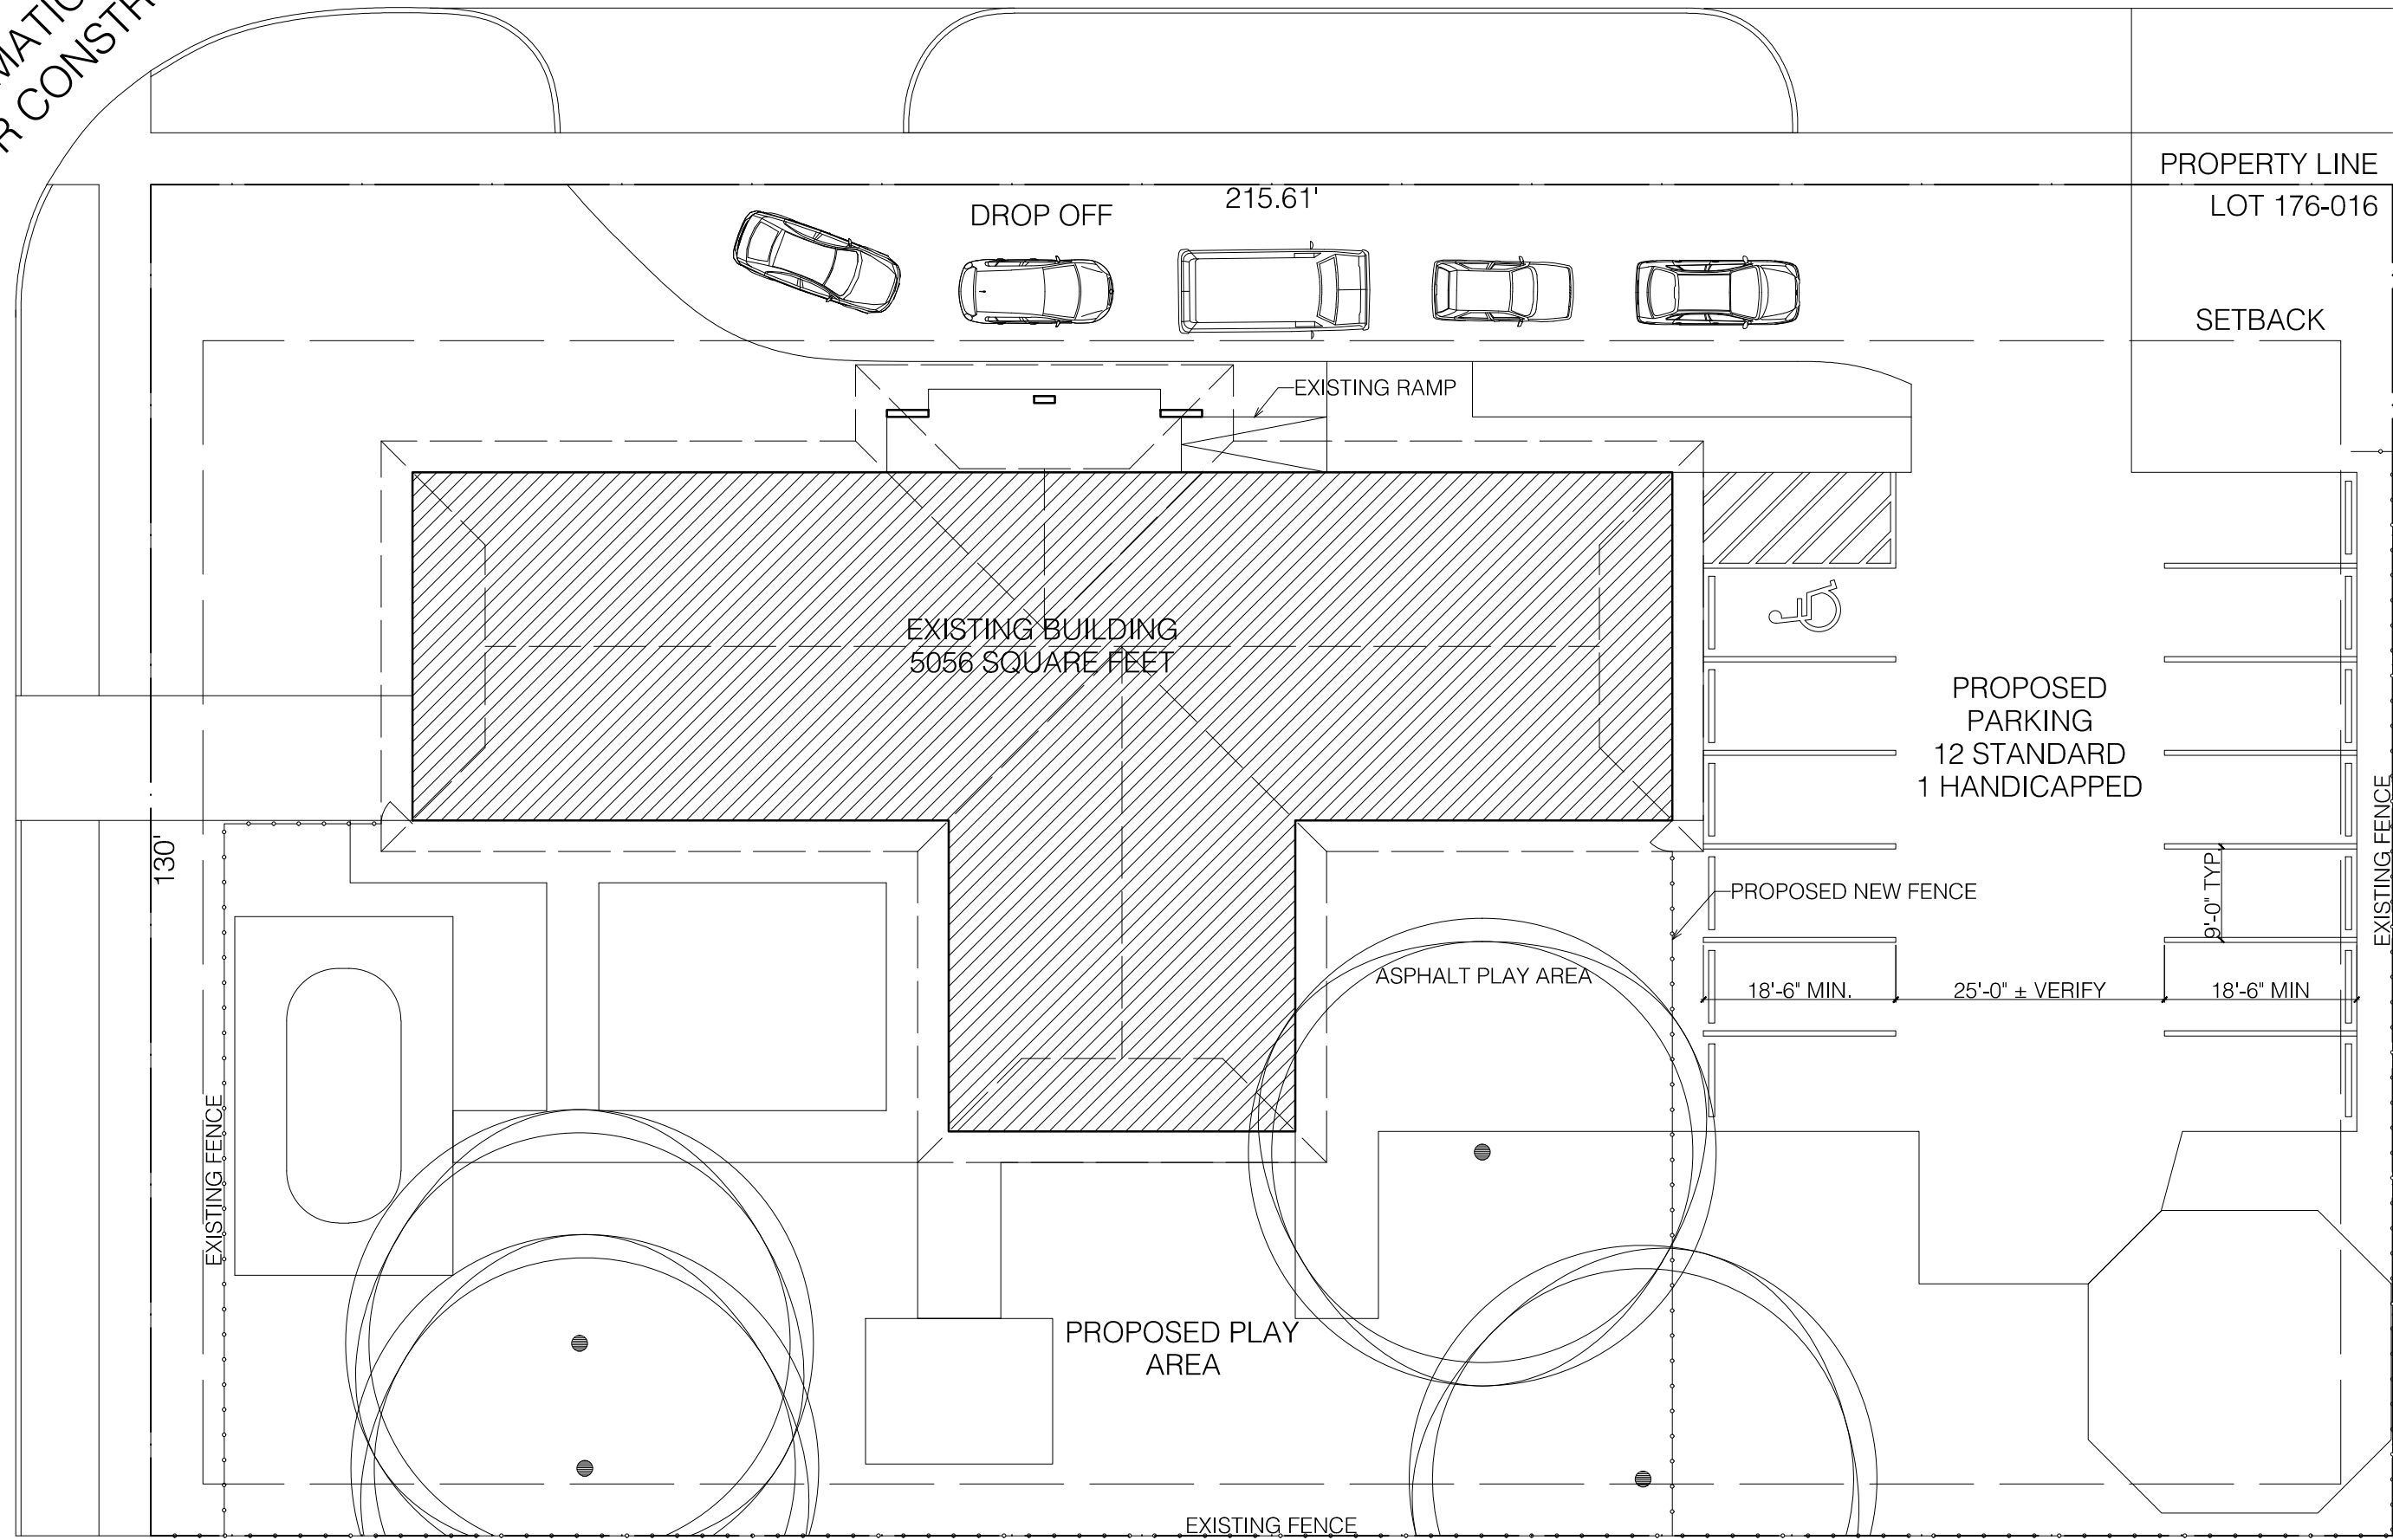 PROPERTY LINE
215.61'
LOT 176-016
DROP OFF
SETBACK
EXISTING RAMP
EXISTING BUILDING
5056 SQUARE FEET
PROPOSED
PARKING
12 STANDARD
1 HANDICAPPED
130'
EXISTING FENCE
9'-0" TYP
PROPOSED NEW FENCE
ASPHALT PLAY AREA
18'-6" MIN.
25'-0" ± VERIFY
18'-6" MIN
EXISTING FENCE
PROPOSED PLAY
AREA
EXISTING FENCE